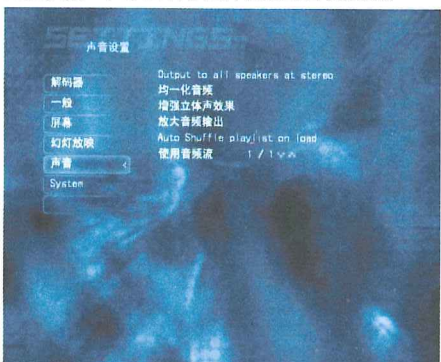 SETTINGS
声音设置
解码器
一般
屏幕
幻灯放映
声音
System
Output to all speakers at stereo
均一化音频
增强立体声效果
放大音频输出
Auto Shuffle playlist on load
使用音频流 1 / 1